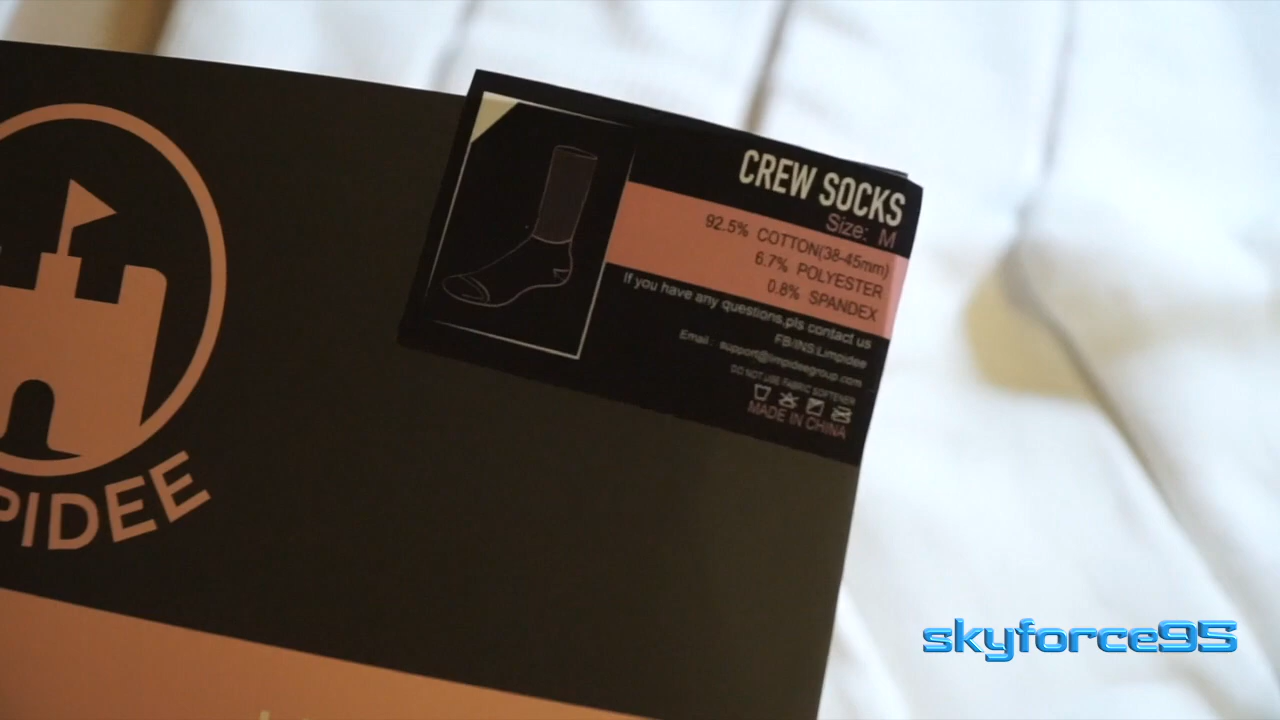 PIDEE
CREW SOCKS
Size: M
92.5% COTTON(38-45mm)
6.7% POLYESTER
0.8% SPANDEX
If you have any questions,pls contact us
FB/INS:Limpidee
Email: support@limpideegroup.com
DO NOT USE FABRIC SOFTENER
MADE IN CHINA
skyforce95